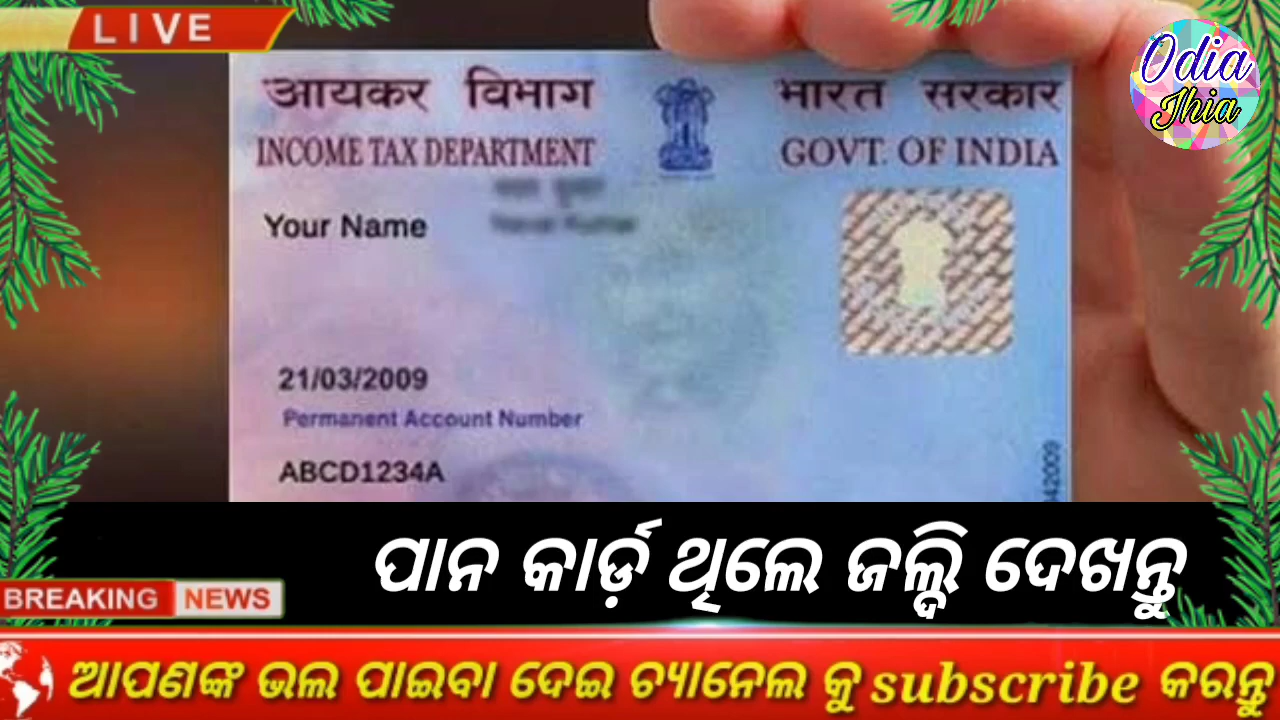 LIVE
Odia
Jhia
आयकर विभाग
भारत सरकार
INCOME TAX DEPARTMENT
GOVT. OF INDIA
Your Name
21/03/2009
Permanent Account Number
ABCD1234A
ପାନ କାର୍ଡ଼ ଥିଲେ ଜଲ୍ଦି ଦେଖନ୍ତୁ
BREAKING NEWS
ଆପଣଙ୍କ ଭଲ ପାଇବା ଦେଇ ଚ୍ୟାନେଲ କୁ subscribe କରନ୍ତୁ